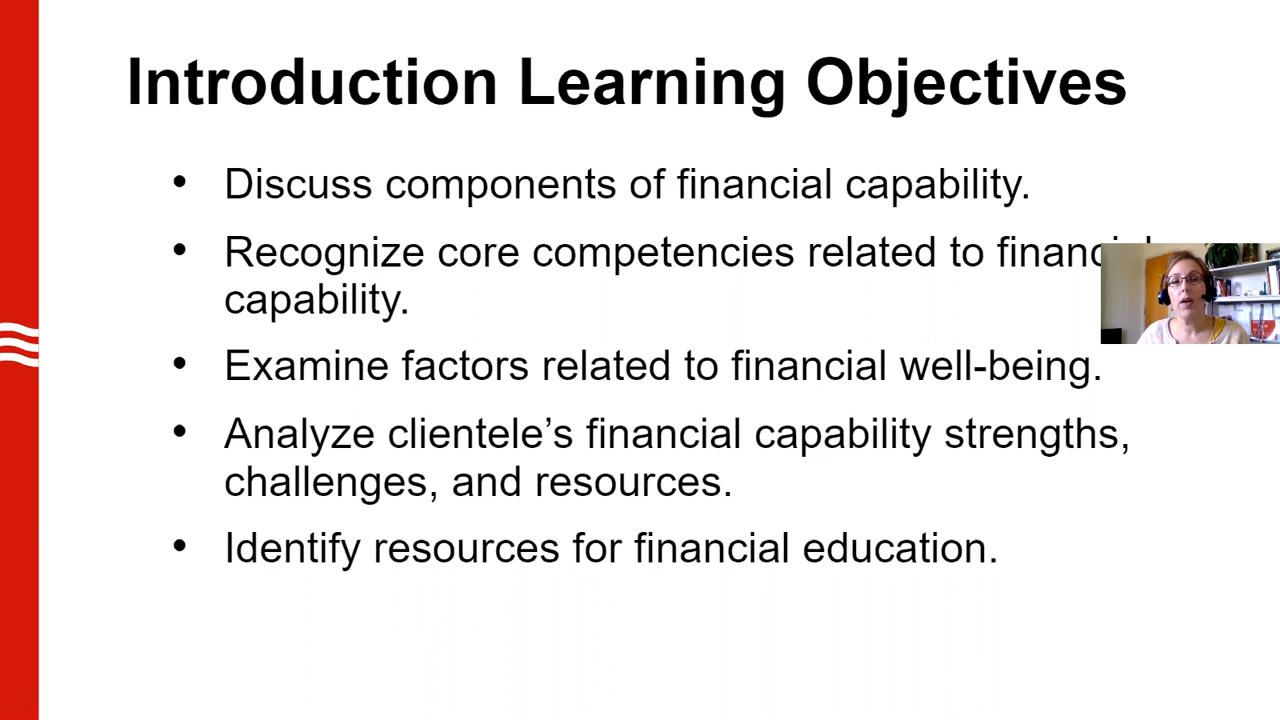 Introduction Learning Objectives
• Discuss components of financial capability.
• Recognize core competencies related to financial
capability.
• Examine factors related to financial well-being.
• Analyze clientele’s financial capability strengths,
challenges, and resources.
• Identify resources for financial education.